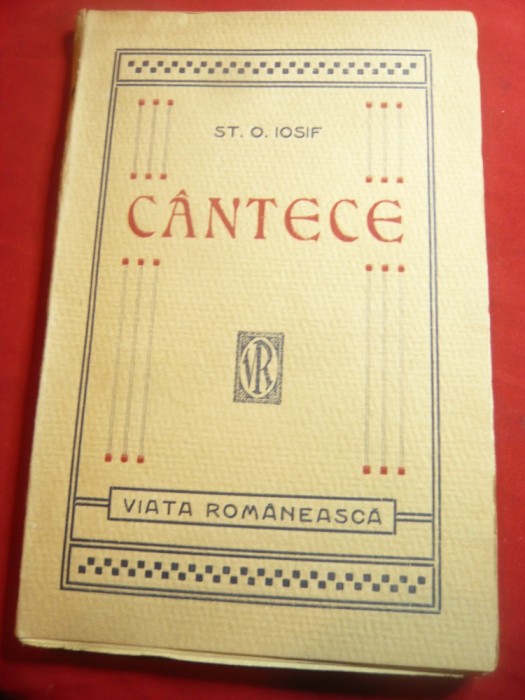 ST. O. IOSIF
CÂNTECE
VR
VIATA ROMÂNEASCĂ